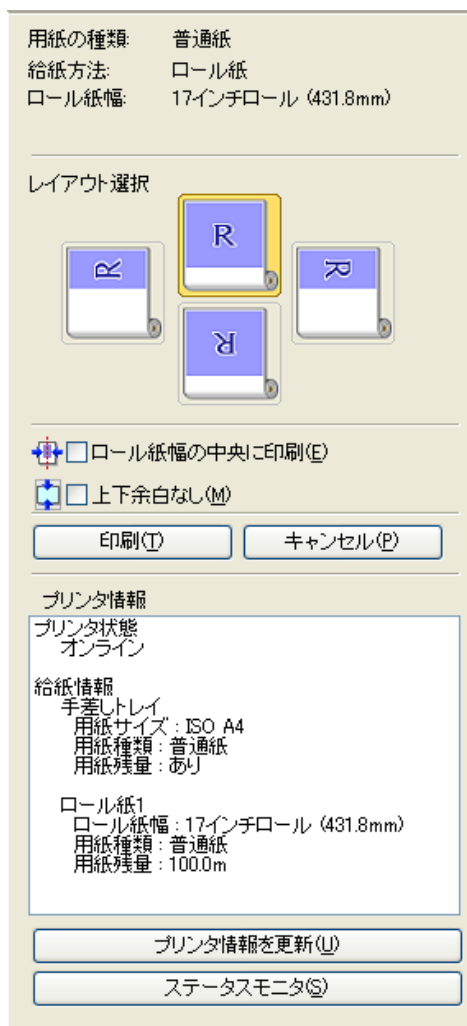 用紙の種類: 普通紙
給紙方法: ロール紙
ロール紙幅: 17インチロール (431.8mm)
レイアウト選択
R
R
R
R
ロール紙幅の中央に印刷(E)
上下余白なし(M)
印刷(T) キャンセル(P)
プリンタ情報
プリンタ状態
オンライン
給紙情報
手差しトレイ
用紙サイズ : ISO A4
用紙種類 : 普通紙
用紙残量 : あり
ロール紙1
ロール紙幅 : 17インチロール (431.8mm)
用紙種類 : 普通紙
用紙残量 : 100.0m
プリンタ情報を更新(U)
ステータスモニタ(S)